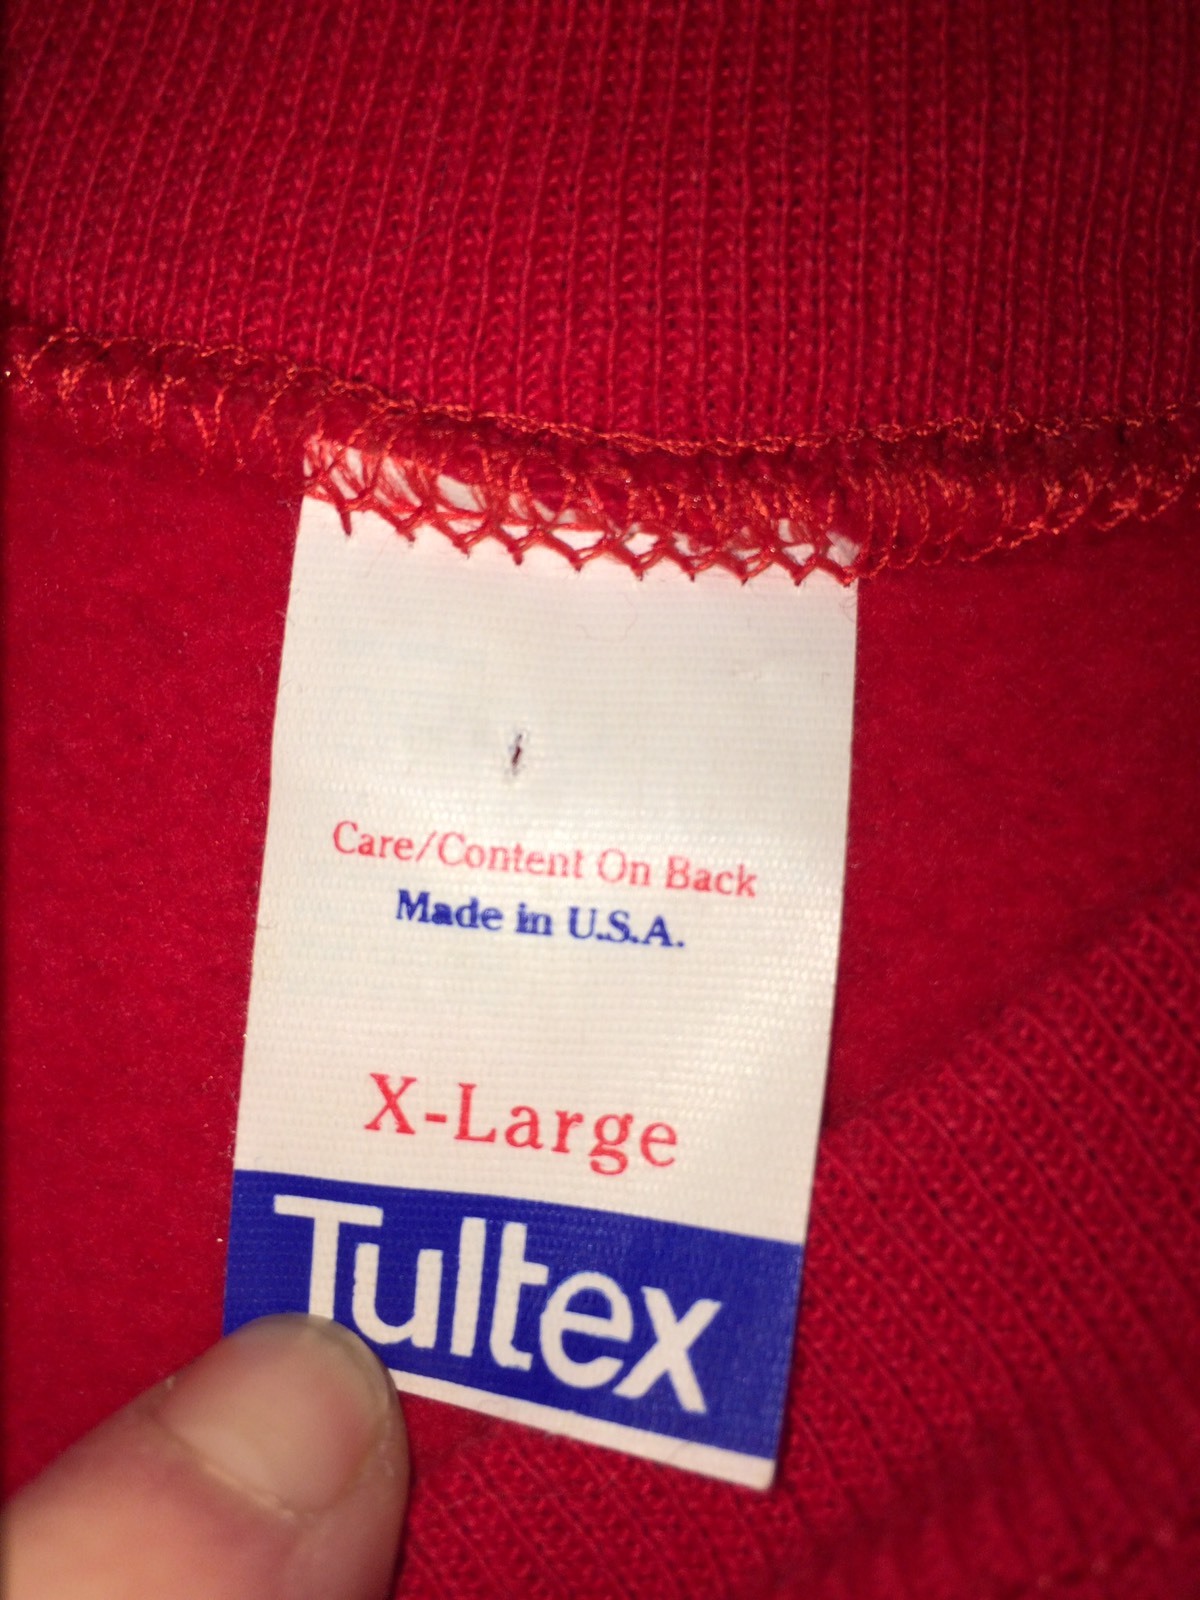 Care/Content On Back
Made in U.S.A.
X-Large
Tultex